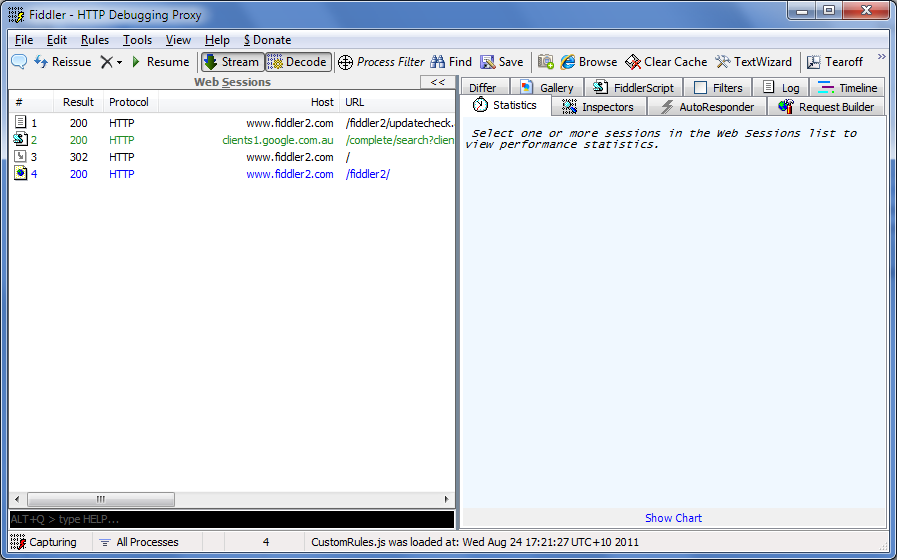 Fiddler - HTTP Debugging Proxy
File Edit Rules Tools View Help $ Donate
Reissue Resume Stream Decode Process Filter Find Save Browse Clear Cache TextWizard Tearoff »
Web Sessions <<
# Result Protocol Host URL
1 200 HTTP www.fiddler2.com /fiddler2/updatecheck.
2 200 HTTP clients1.google.com.au /complete/search?clien
3 302 HTTP www.fiddler2.com /
4 200 HTTP www.fiddler2.com /fiddler2/
ALT+Q > type HELP...
Differ Gallery FiddlerScript Filters Log Timeline
Statistics Inspectors AutoResponder Request Builder
Select one or more sessions in the Web Sessions list to
view performance statistics.
Show Chart
Capturing All Processes 4 CustomRules.js was loaded at: Wed Aug 24 17:21:27 UTC+10 2011